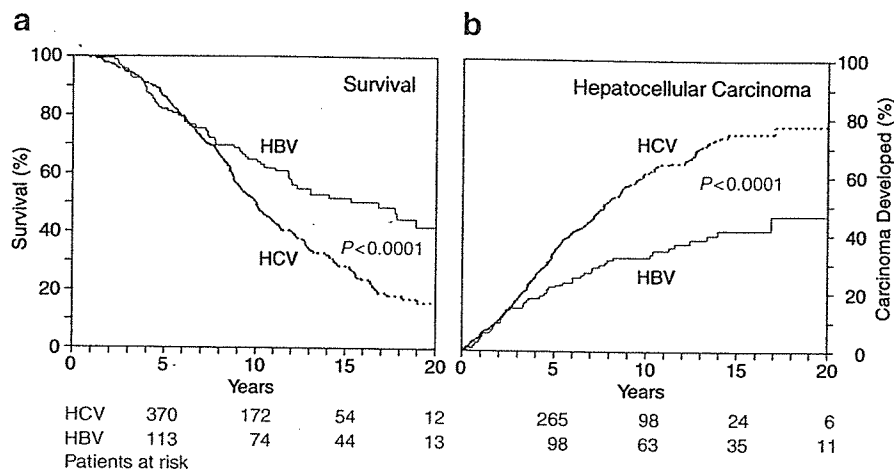 a
Survival (%)
100
80
60
40
20
0
Survival
HBV
HCV
P<0.0001
0 5 10 15 20
Years
b
Hepatocellular Carcinoma
HCV
P<0.0001
HBV
100
80
60
40
20
0
Carcinoma Developed (%)
0 5 10 15 20
Years
HCV 370 172 54 12 265 98 24 6
HBV 113 74 44 13 98 63 35 11
Patients at risk